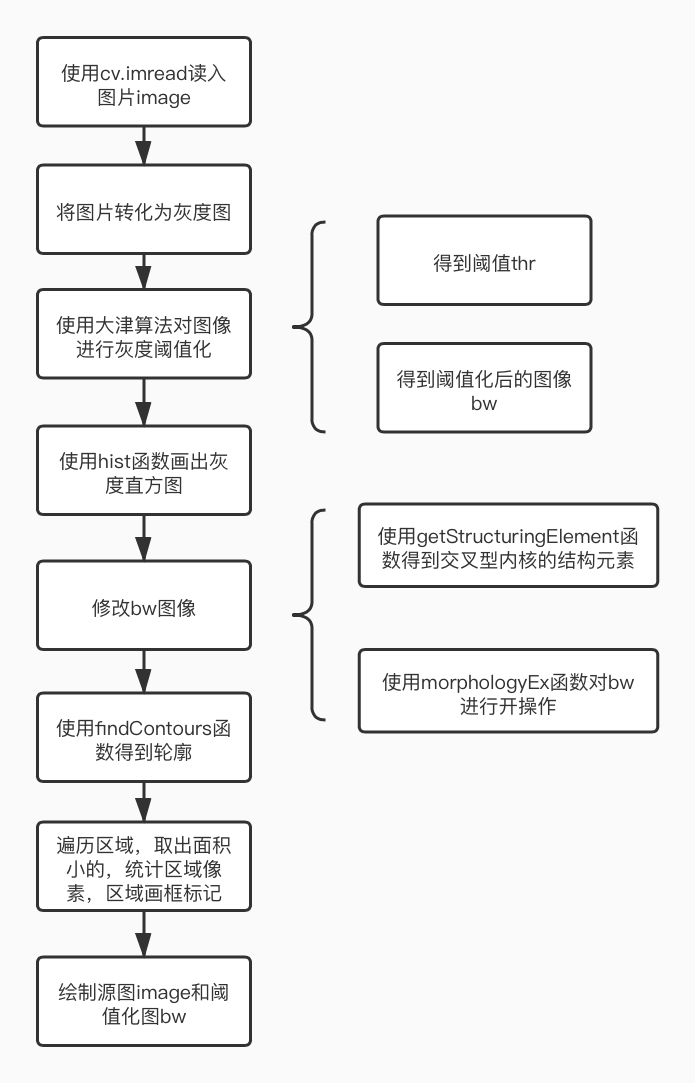 使用cv.imread读入
图片image
将图片转化为灰度图
使用大津算法对图像
进行灰度阈值化
得到阈值thr
得到阈值化后的图像
bw
使用hist函数画出灰
度直方图
修改bw图像
使用getStructuringElement函
数得到交叉型内核的结构元素
使用morphologyEx函数对bw
进行开操作
使用findContours函
数得到轮廓
遍历区域，取出面积
小的，统计区域像
素，区域画框标记
绘制源图image和阈
值化图bw